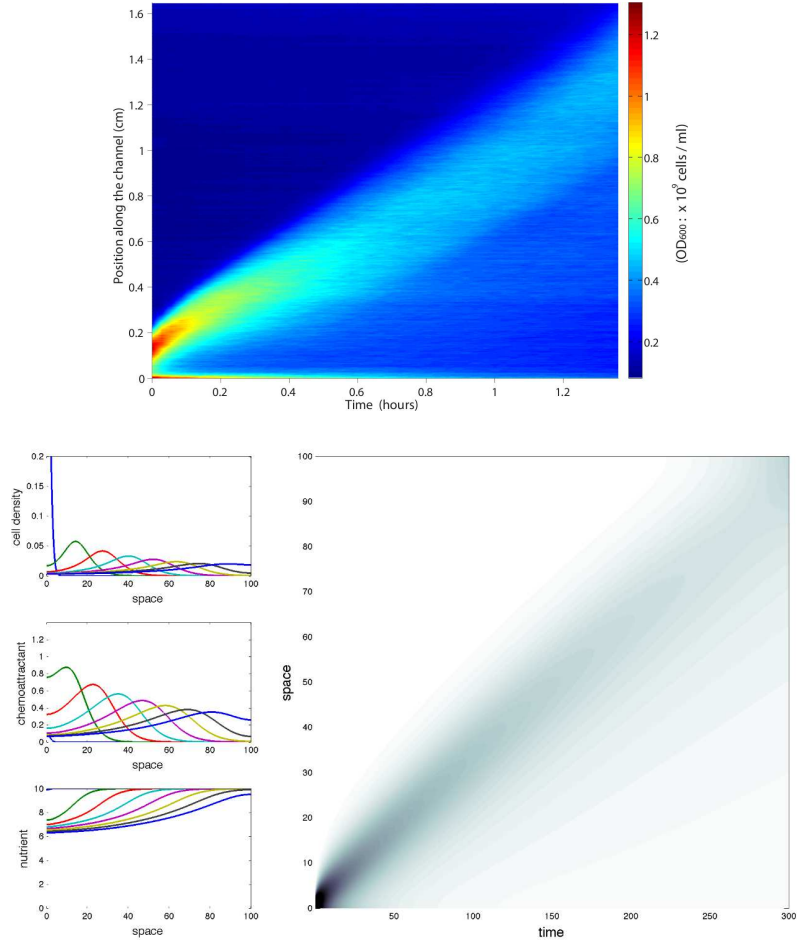 1.6
1.4
1.2
1
0.8
0.6
0.4
0.2
0
Position along the channel (cm)
0 0.2 0.4 0.6 0.8 1 1.2
Time (hours)
1.2
1
0.8
0.6
0.4
0.2
(OD600 : x 10^9 cells / ml)
0.2
0.15
0.1
0.05
0
cell density
0 20 40 60 80 100
space
1.2
1
0.8
0.6
0.4
0.2
0
chemoattractant
0 20 40 60 80 100
space
10
8
6
4
2
0
nutrient
0 20 40 60 80 100
space
100
90
80
70
60
50
40
30
20
10
0
space
50 100 150 200 250 300
time